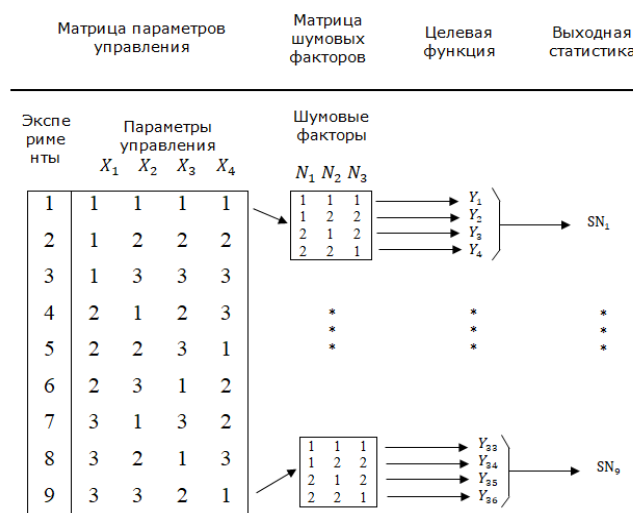 Матрица параметров управления
Матрица шумовых факторов
Целевая функция
Выходная статистика
Экспе риме нты
Параметры управления
X₁ X₂ X₃ X₄
Шумовые факторы
N₁ N₂ N₃
1 1 1 1 1
2 1 2 2 2
3 1 3 3 3
4 2 1 2 3
5 2 2 3 1
6 2 3 1 2
7 3 1 3 2
8 3 2 1 3
9 3 3 2 1
1 1 1 Y₁
1 2 2 Y₂
2 1 2 Y₃
2 2 1 Y₄
SN₁
* * *
* * *
* * *
1 1 1 Y₃₃
1 2 2 Y₃₄
2 1 2 Y₃₅
2 2 1 Y₃₆
SN₉